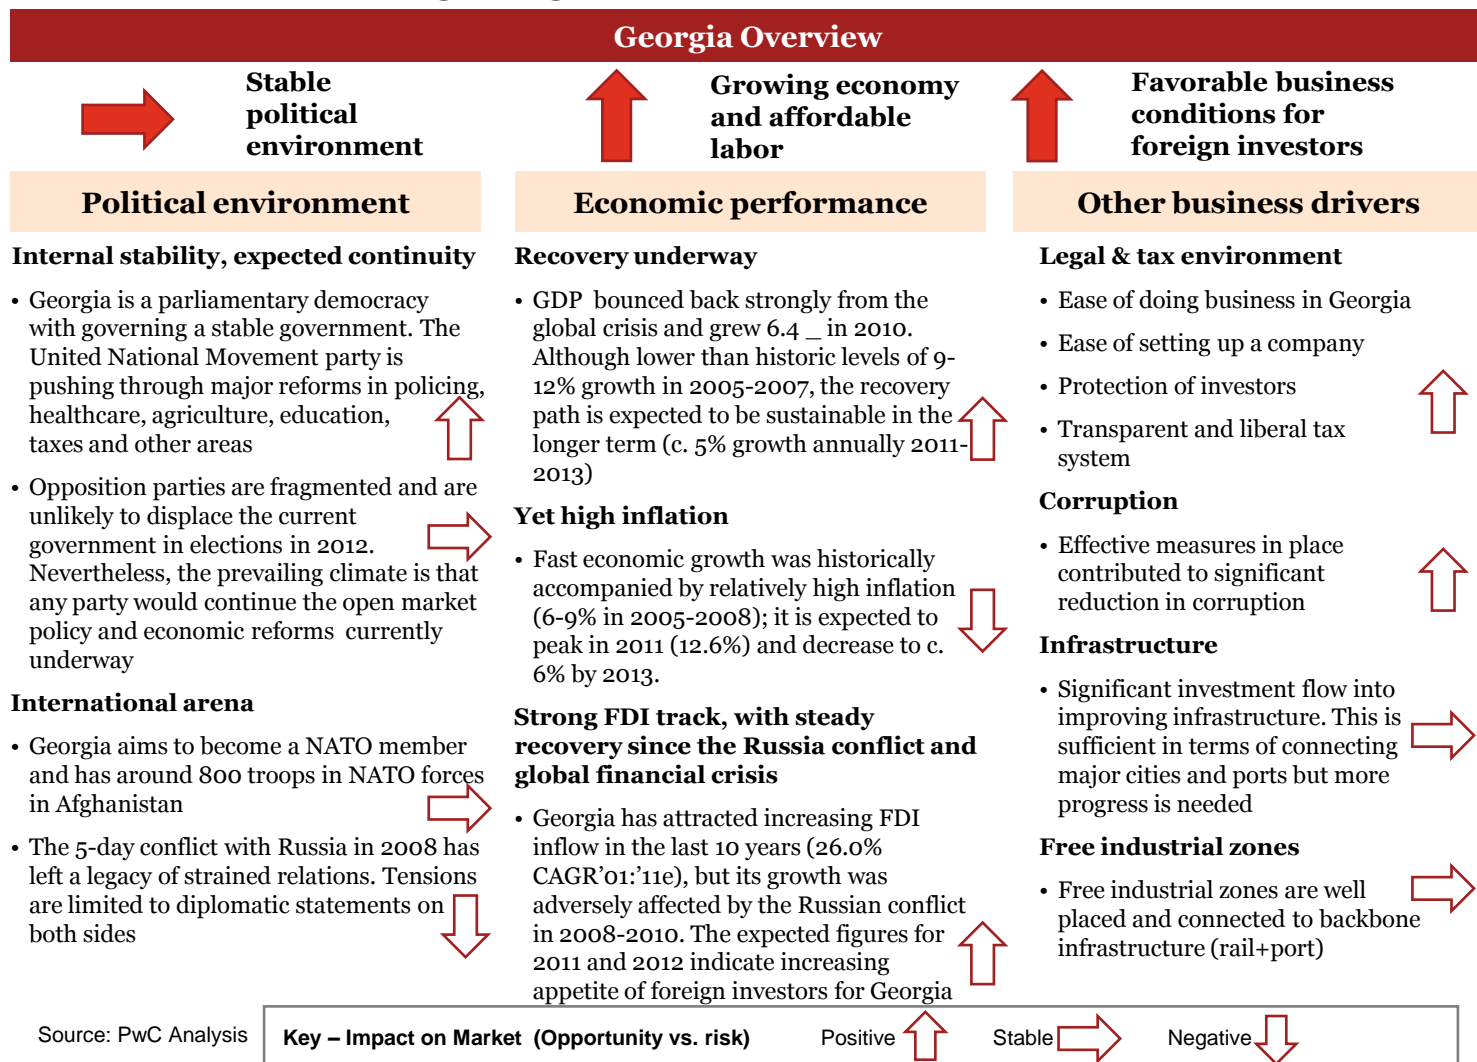 Georgia Overview
Stable
political
environment
Growing economy
and affordable
labor
Favorable business
conditions for
foreign investors
Political environment
Internal stability, expected continuity
• Georgia is a parliamentary democracy
with governing a stable government. The
United National Movement party is
pushing through major reforms in policing,
healthcare, agriculture, education,
taxes and other areas
• Opposition parties are fragmented and are
unlikely to displace the current
government in elections in 2012.
Nevertheless, the prevailing climate is that
any party would continue the open market
policy and economic reforms currently
underway
International arena
• Georgia aims to become a NATO member
and has around 800 troops in NATO forces
in Afghanistan
• The 5-day conflict with Russia in 2008 has
left a legacy of strained relations. Tensions
are limited to diplomatic statements on
both sides
Economic performance
Recovery underway
• GDP bounced back strongly from the
global crisis and grew 6.4 _ in 2010.
Although lower than historic levels of 9-
12% growth in 2005-2007, the recovery
path is expected to be sustainable in the
longer term (c. 5% growth annually 2011-
2013)
Yet high inflation
• Fast economic growth was historically
accompanied by relatively high inflation
(6-9% in 2005-2008); it is expected to
peak in 2011 (12.6%) and decrease to c.
6% by 2013.
Strong FDI track, with steady
recovery since the Russia conflict and
global financial crisis
• Georgia has attracted increasing FDI
inflow in the last 10 years (26.0%
CAGR’01:’11e), but its growth was
adversely affected by the Russian conflict
in 2008-2010. The expected figures for
2011 and 2012 indicate increasing
appetite of foreign investors for Georgia
Other business drivers
Legal & tax environment
• Ease of doing business in Georgia
• Ease of setting up a company
• Protection of investors
• Transparent and liberal tax
system
Corruption
• Effective measures in place
contributed to significant
reduction in corruption
Infrastructure
• Significant investment flow into
improving infrastructure. This is
sufficient in terms of connecting
major cities and ports but more
progress is needed
Free industrial zones
• Free industrial zones are well
placed and connected to backbone
infrastructure (rail+port)
Source: PwC Analysis
Key – Impact on Market (Opportunity vs. risk)
Positive
Stable
Negative